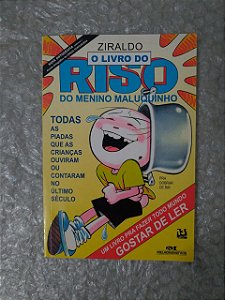 ZIRALDO
O LIVRO DO
RISO
DO MENINO MALUQUINHO
TODAS
AS
PIADAS
QUE AS
CRIANÇAS
OUVIRAM
OU
CONTARAM
NO
ÚLTIMO
SÉCULO
UM LIVRO PRA FAZER TODO MUNDO
GOSTAR DE LER
MELHORAMENTOS